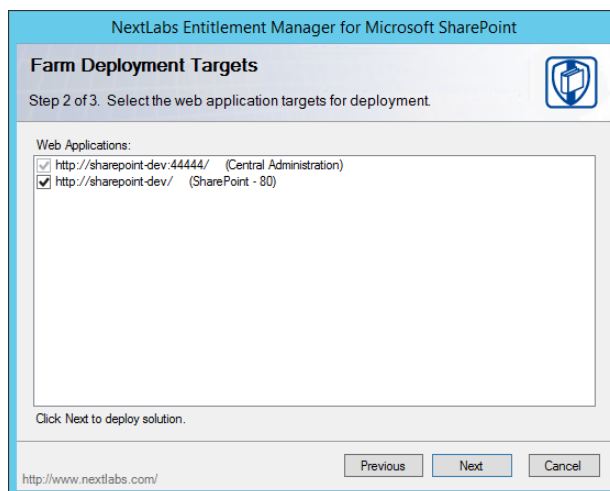 NextLabs Entitlement Manager for Microsoft SharePoint
Farm Deployment Targets
Step 2 of 3. Select the web application targets for deployment.
Web Applications:
http://sharepoint-dev:44444/ (Central Administration)
http://sharepoint-dev/ (SharePoint - 80)
Click Next to deploy solution.
Previous Next Cancel
http://www.nextlabs.com/